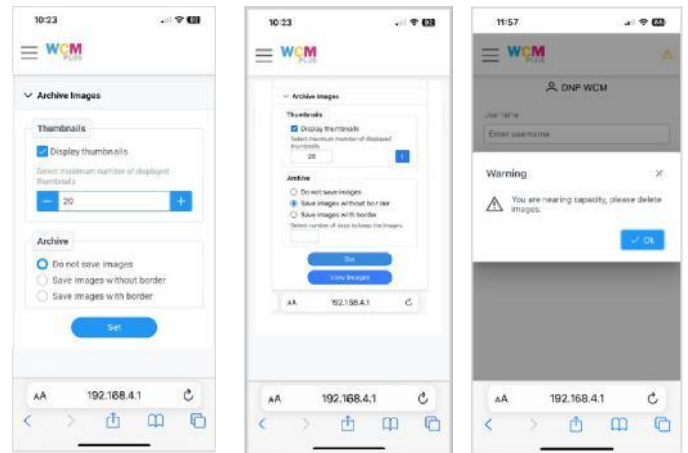 10:23
92
WCM
PLUS
Archive Images
Thumbnails
Display thumbnails
Select maximum number of displayed
thumbnails
20
Archive
Do not save images
Save images without border
Save images with border
Set
AA 192.168.4.1
10:23
92
WCM
PLUS
Archive Images
Thumbnails
Display thumbnails
Select maximum number of displayed
thumbnails
20
Archive
Do not save images
Save images without border
Save images with border
Select number of days to keep the images
Set
View Images
AA 192.168.4.1
AA 192.168.4.1
11:57
WCM
PLUS
DNP WCM
User name
Enter username
Warning
You are nearing capacity, please delete
images.
Ok
AA 192.168.4.1